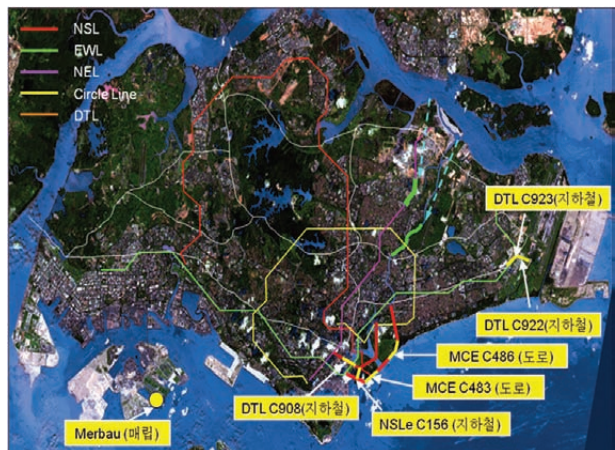 NSL
EWL
NEL
Circle Line
DTL
DTL C923(지하철)
DTL C922(지하철)
MCE C486 (도로)
MCE C483 (도로)
DTL C908(지하철)
NSLe C156 (지하철)
Merbau (매립)